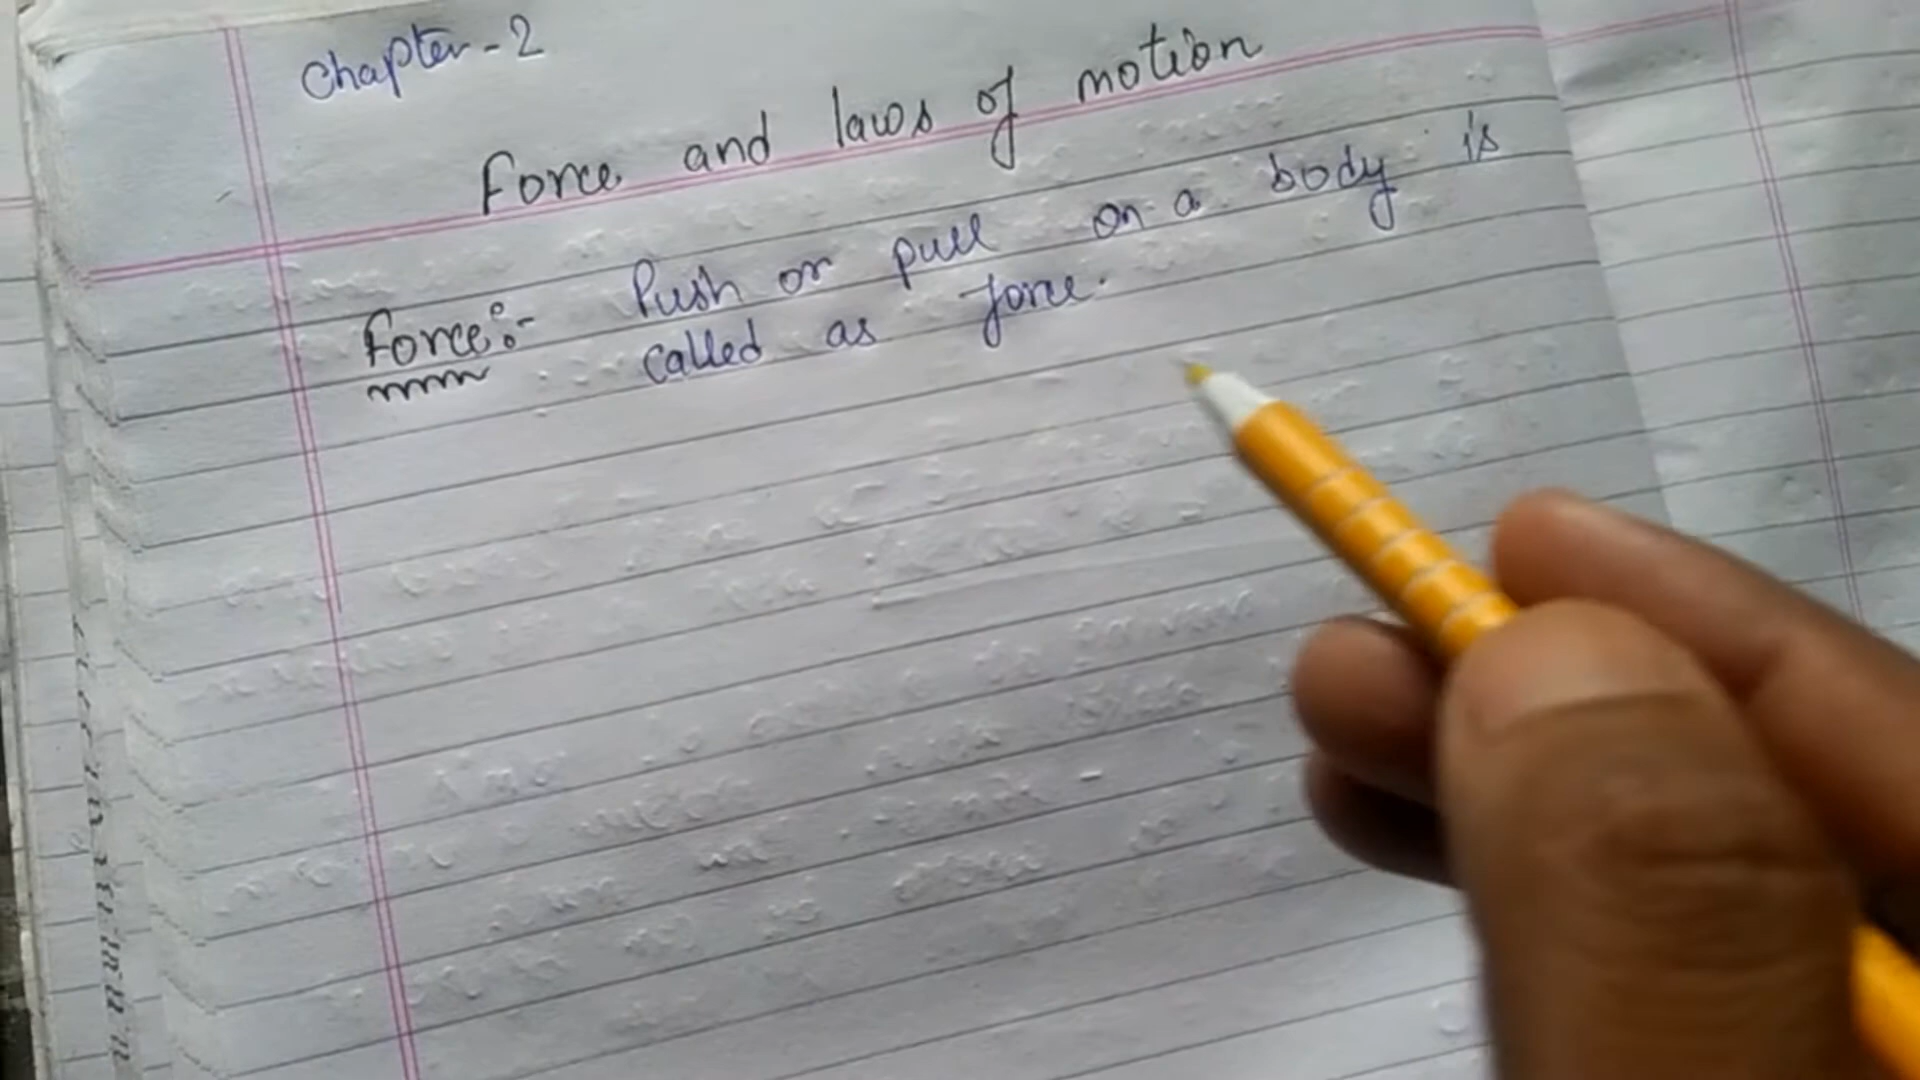 Chapter-2
Force and laws of motion
Force:- Push or pull on a body is
called as force.